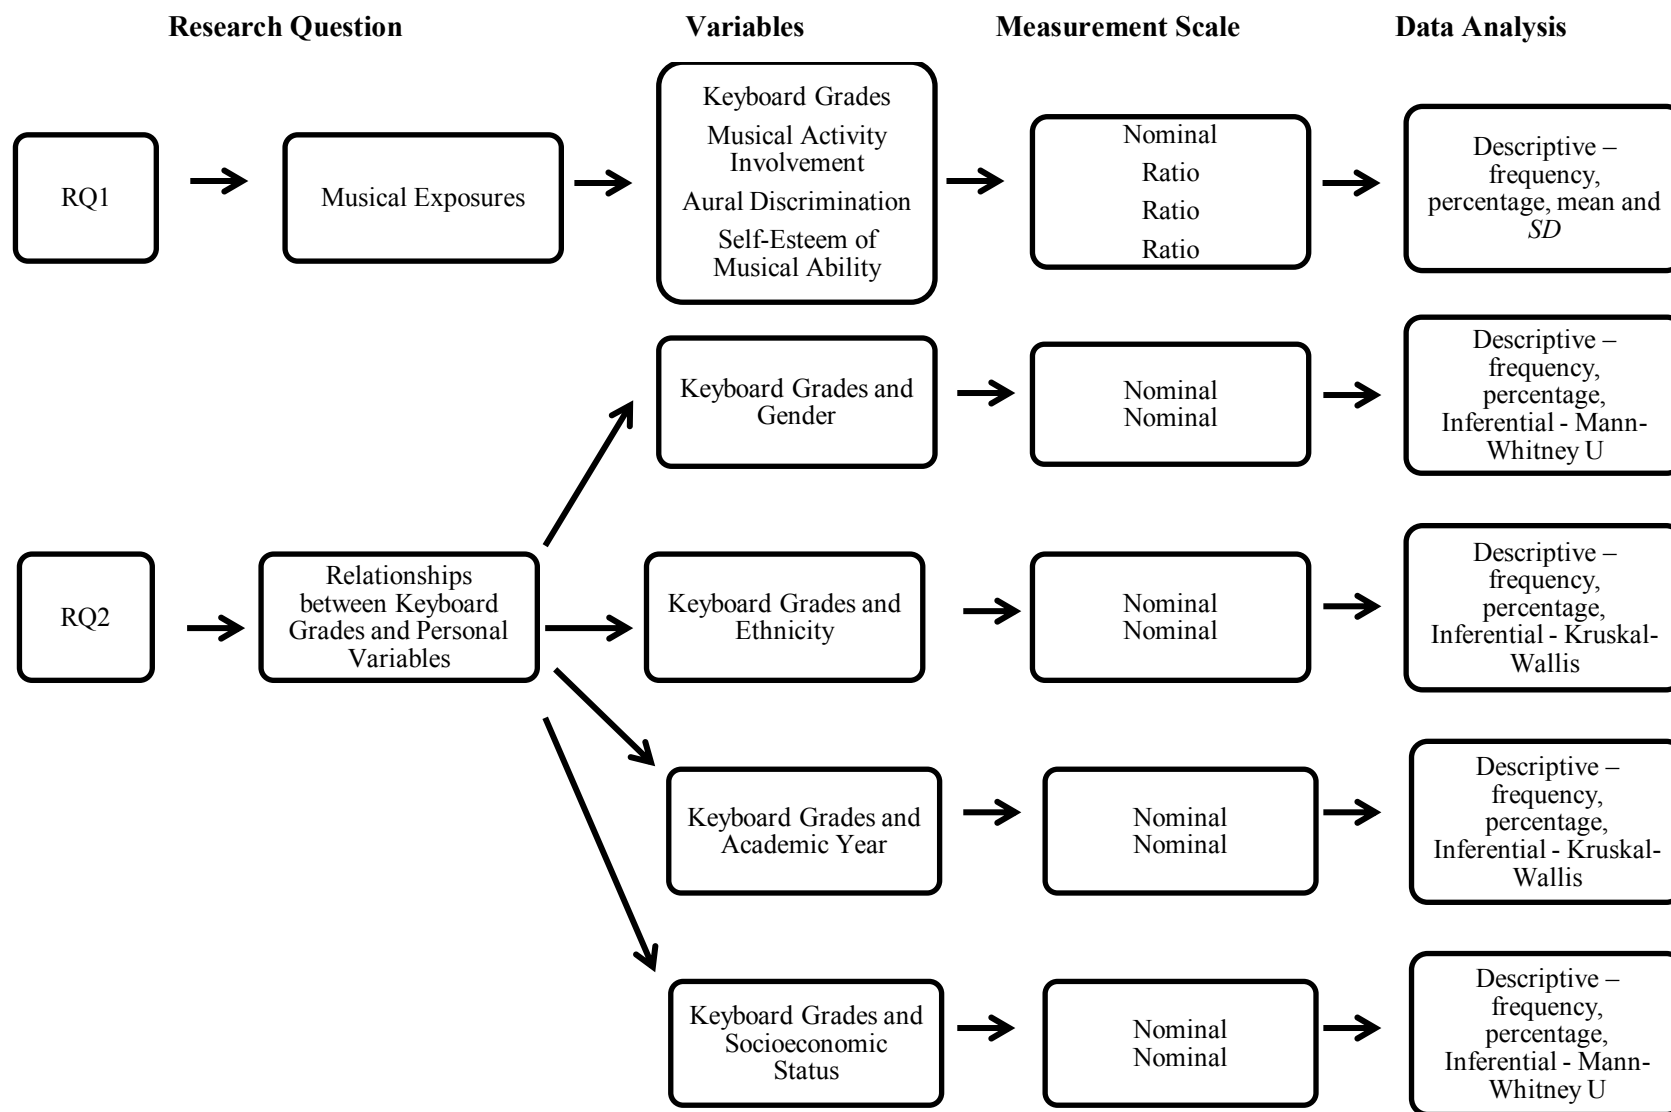 Research Question
Variables
Measurement Scale
Data Analysis
RQ1
Musical Exposures
Keyboard Grades
Musical Activity
Involvement
Aural Discrimination
Self-Esteem of
Musical Ability
Nominal
Ratio
Ratio
Ratio
Descriptive –
frequency,
percentage, mean and
SD
RQ2
Relationships
between Keyboard
Grades and Personal
Variables
Keyboard Grades and
Gender
Nominal
Nominal
Descriptive –
frequency,
percentage,
Inferential - Mann-
Whitney U
Keyboard Grades and
Ethnicity
Nominal
Nominal
Descriptive –
frequency,
percentage,
Inferential - Kruskal-
Wallis
Keyboard Grades and
Academic Year
Nominal
Nominal
Descriptive –
frequency,
percentage,
Inferential - Kruskal-
Wallis
Keyboard Grades and
Socioeconomic
Status
Nominal
Nominal
Descriptive –
frequency,
percentage,
Inferential - Mann-
Whitney U